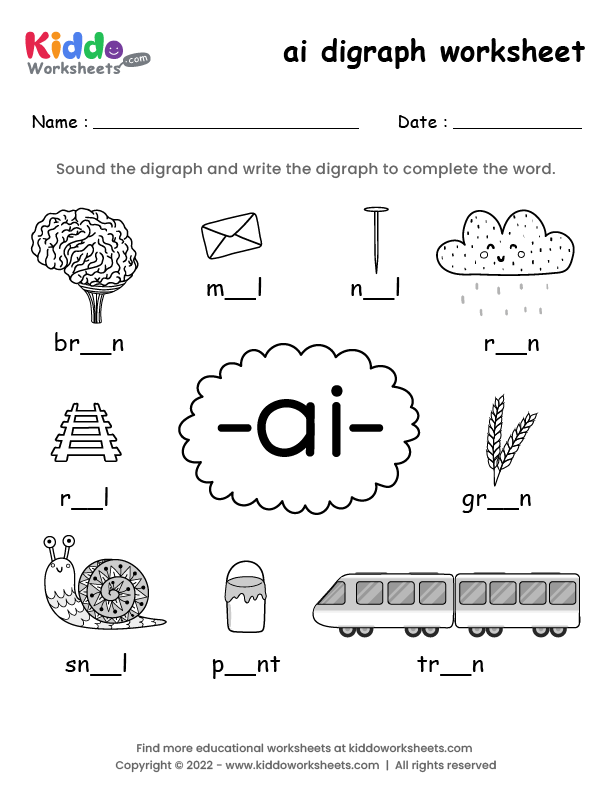 Kiddo
Worksheets .com
ai digraph worksheet
Name : ______________________ Date : ___________
Sound the digraph and write the digraph to complete the word.
m__l
n__l
br__n
r__n
-ai-
r__l
gr__n
sn__l
p__nt
tr__n
Find more educational worksheets at kiddoworksheets.com
Copyright © 2022 - www.kiddoworksheets.com | All rights reserved